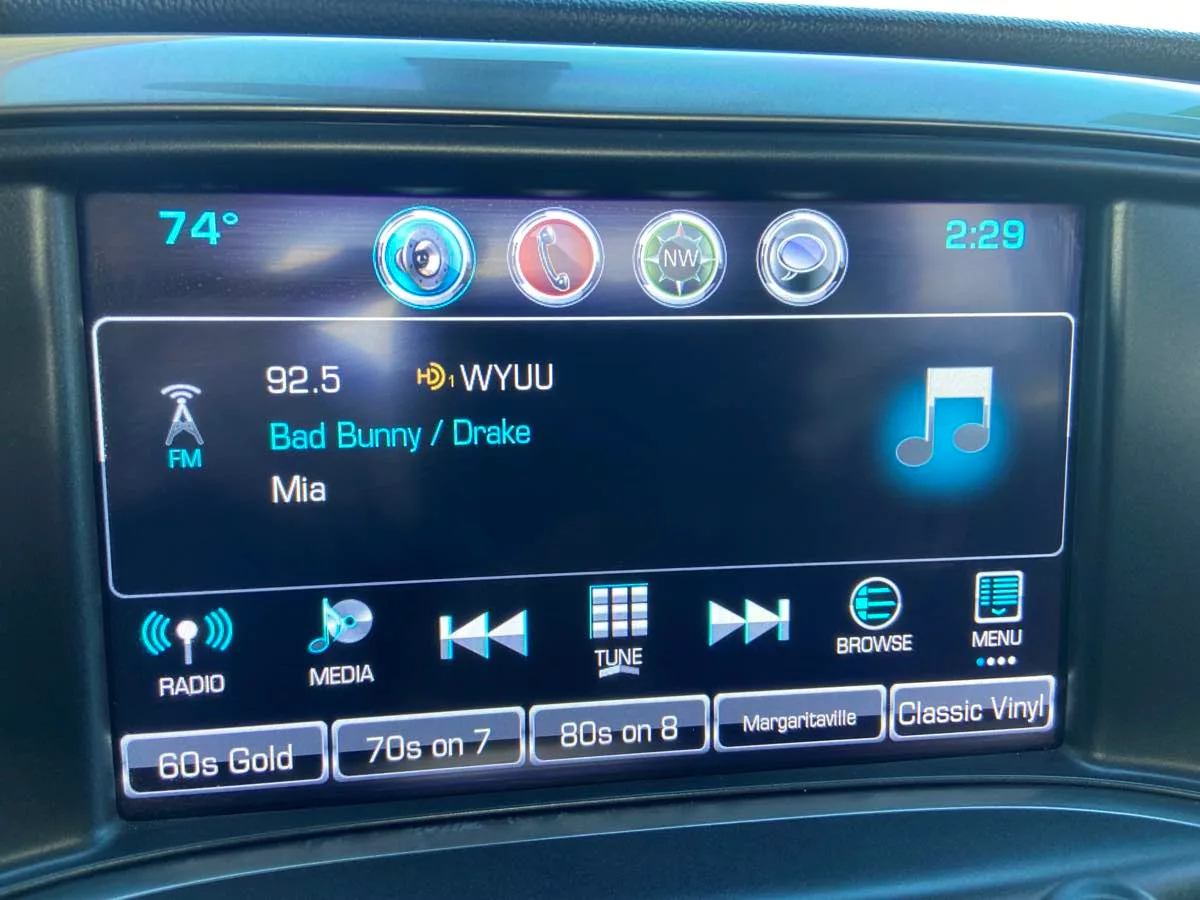 74°
NW
2:29
92.5 HD1 WYUU
Bad Bunny / Drake
FM
Mia
RADIO
MEDIA
TUNE
BROWSE
MENU
60s Gold
70s on 7
80s on 8
Margaritaville
Classic Vinyl